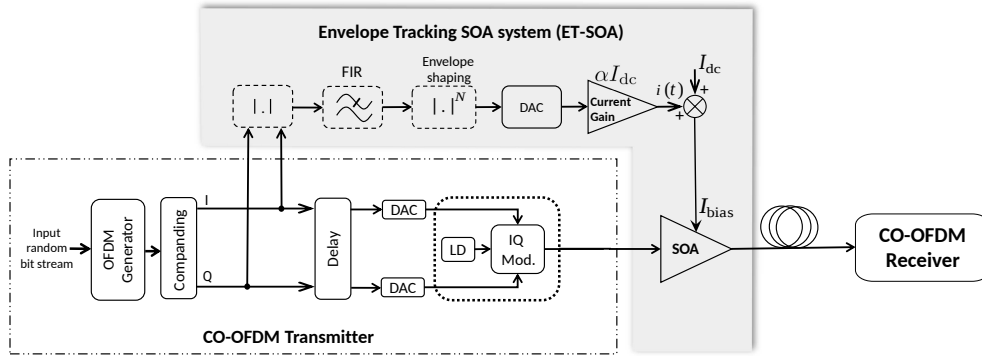 Envelope Tracking SOA system (ET-SOA)
FIR
Envelope
shaping
αI_dc
I_dc
| . |
| . |^N
DAC
Current
Gain
i (t)
+
+
I
Input
random
bit stream
OFDM
Generator
Companding
Q
Delay
DAC
DAC
LD
IQ
Mod.
I_bias
SOA
CO-OFDM
Receiver
CO-OFDM Transmitter